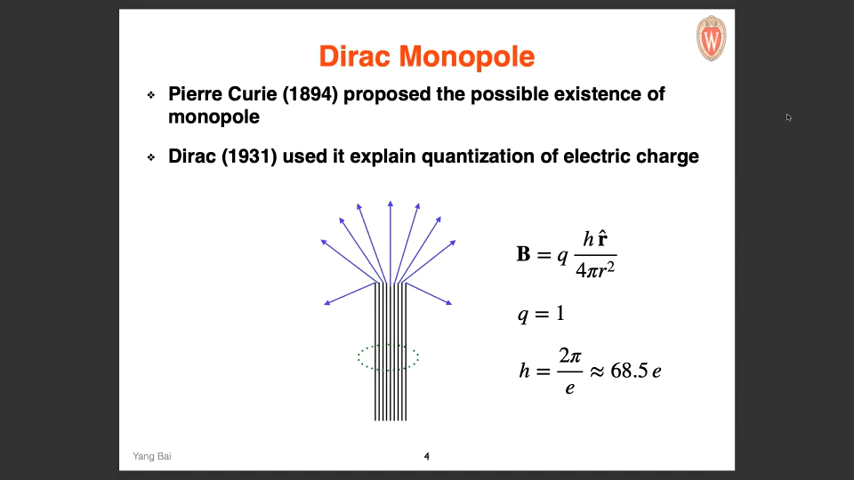 Dirac Monopole
W
❖ Pierre Curie (1894) proposed the possible existence of
monopole
❖ Dirac (1931) used it explain quantization of electric charge
B = q h r̂ / 4πr²
q = 1
h = 2π / e ≈ 68.5 e
Yang Bai
4